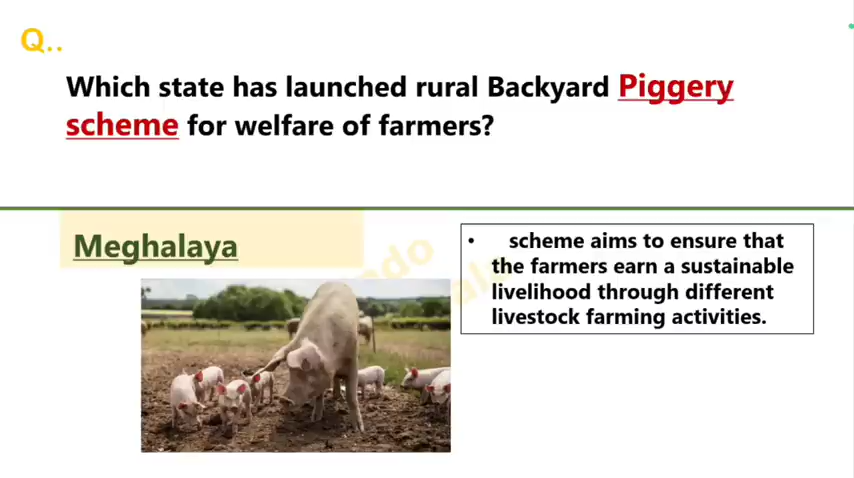 Q..
Which state has launched rural Backyard Piggery
scheme for welfare of farmers?
Meghalaya
• scheme aims to ensure that
the farmers earn a sustainable
livelihood through different
livestock farming activities.